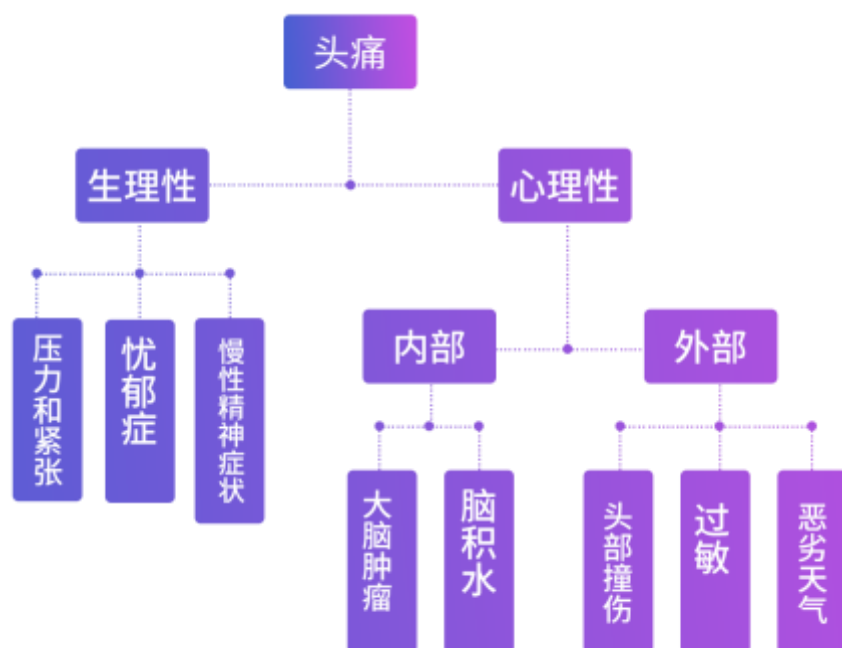 头痛
生理性
心理性
压力和紧张
忧郁症
慢性精神症状
内部
外部
大脑肿瘤
脑积水
头部撞伤
过敏
恶劣天气